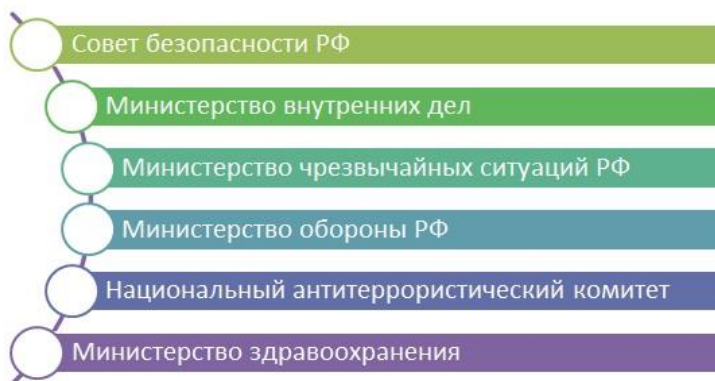 Совет безопасности РФ
Министерство внутренних дел
Министерство чрезвычайных ситуаций РФ
Министерство обороны РФ
Национальный антитеррористический комитет
Министерство здравоохранения